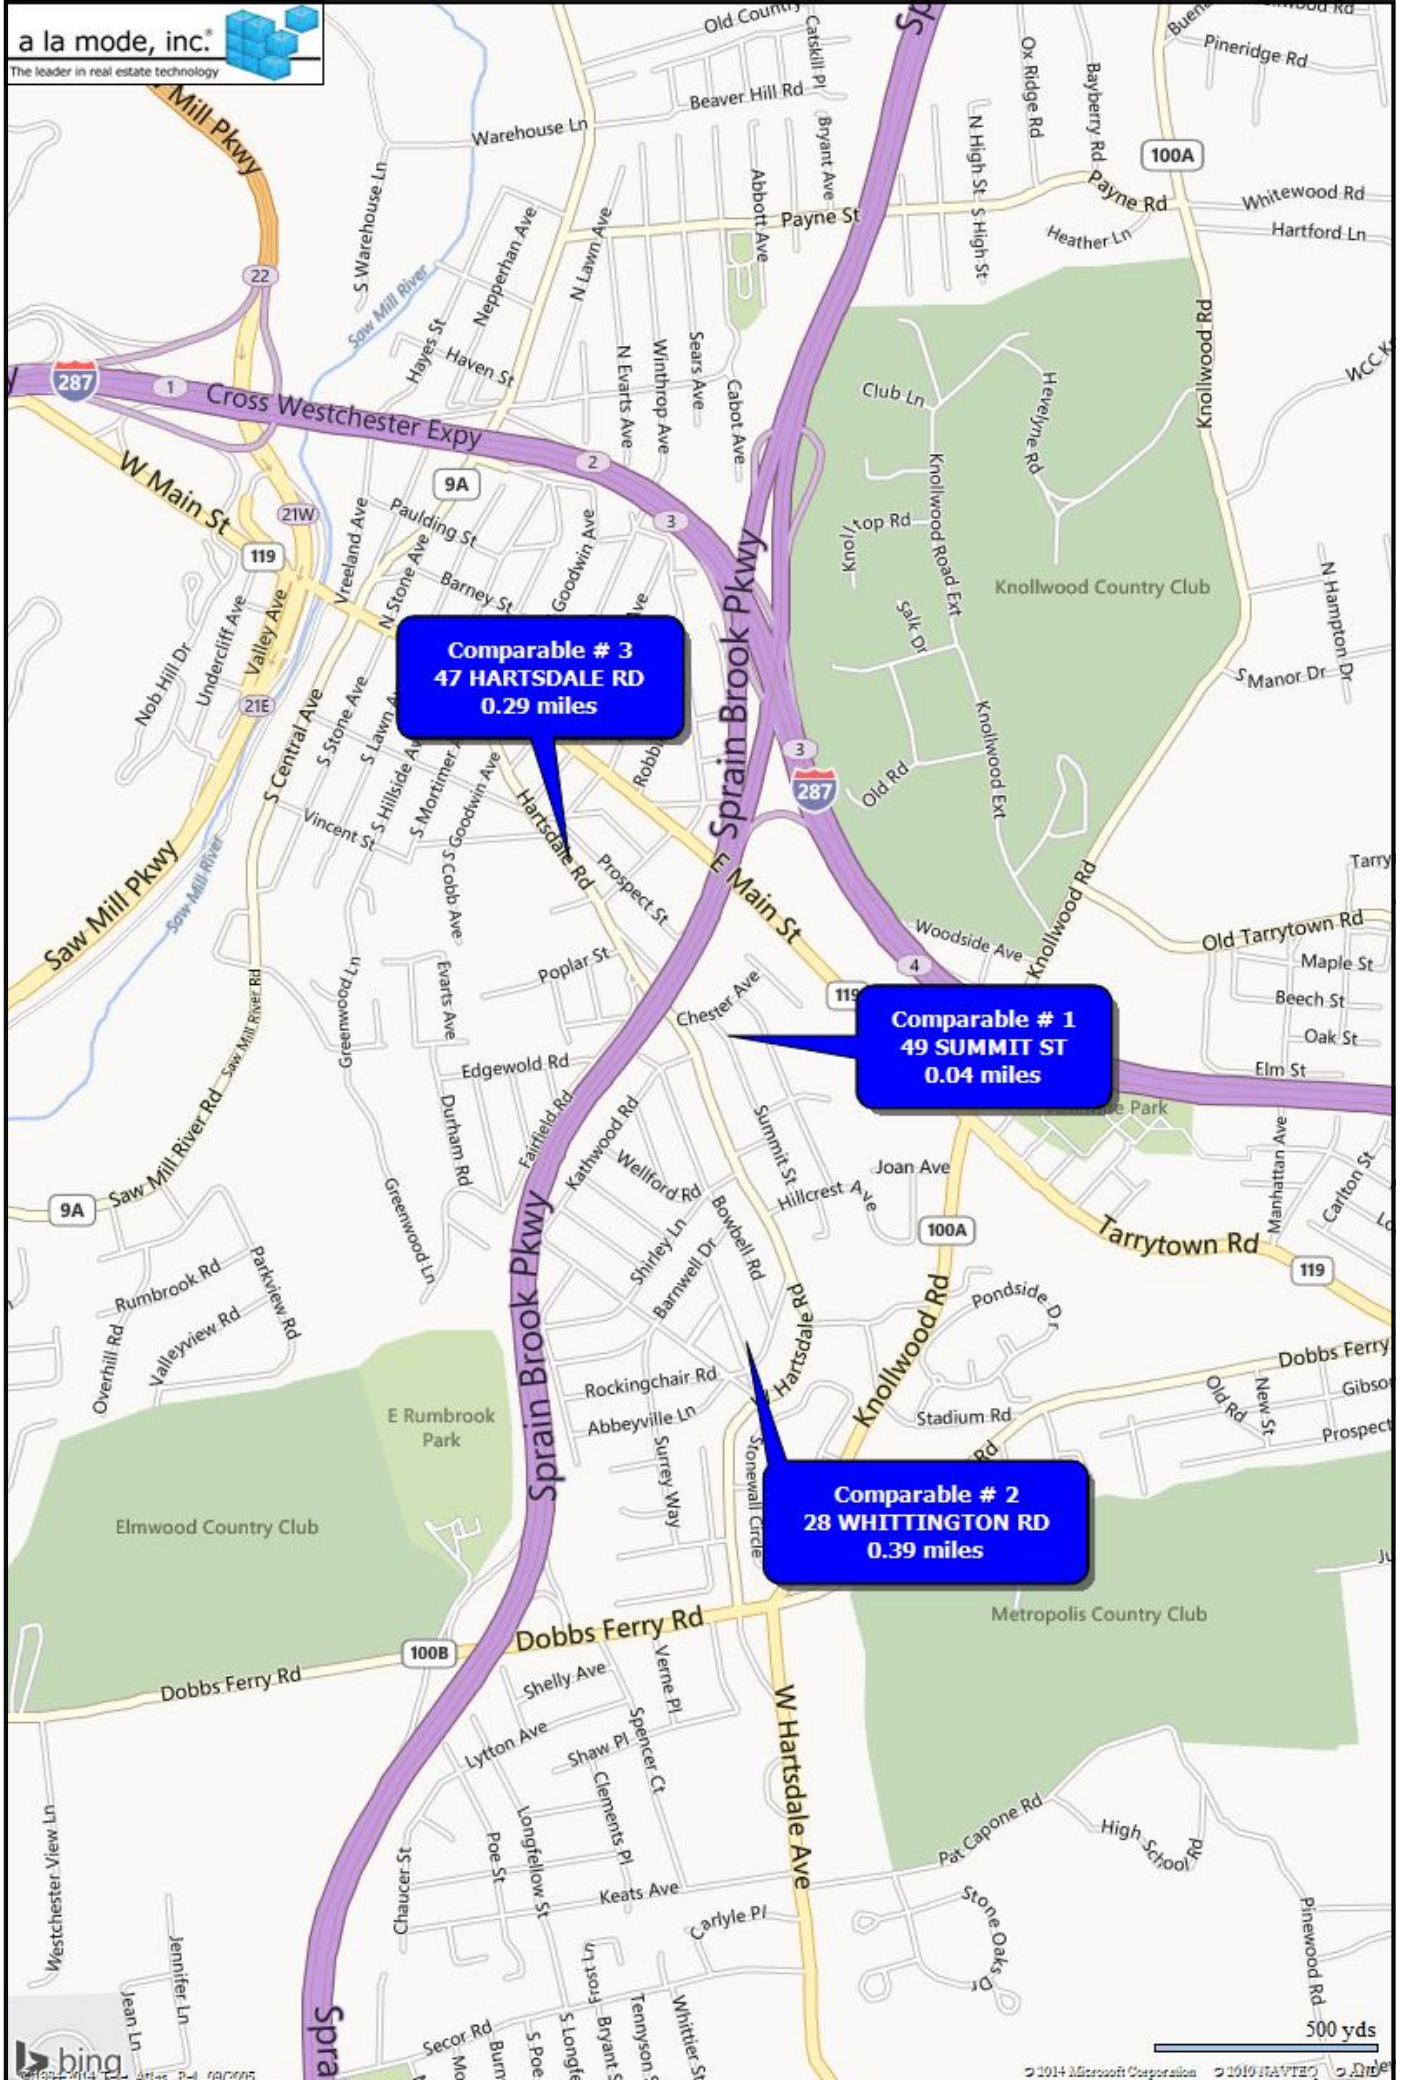 a la mode, inc.
The leader in real estate technology
Old Country
Catskill Pl
Buena
Pineridge Rd
Ox Ridge Rd
Bayberry Rd
Mill Pkwy
Beaver Hill Rd
Warehouse Ln
Bryant Ave
N High St
S High St
100A
Payne Rd
Whitewood Rd
Hartford Ln
Heather Ln
S Warehouse Ln
Abbott Ave
Payne St
Nepperhan Ave
N Lawn Ave
22
Saw Mill River
Hayes St
Haven St
Sears Ave
Winthrop Ave
N Evarts Ave
Cabot Ave
Knollwood Rd
287
1
Cross Westchester Expy
Club Ln
Hevelyne Rd
2
9A
W Main St
Knollwood Road Ext
Paulding St
21W
3
Goodwin Ave
Vreeland Ave
N Stone Ave
119
Knollwood Country Club
Barney St
Sprain Brook Pkwy
N Hampton Dr
Salk Dr
Valley Ave
Undercliff Ave
Nob Hill Dr
Comparable # 3
47 HARTSDALE RD
0.29 miles
S Manor Dr
21E
S Central Ave
S Stone Ave
S Lawn
S Hillside
S Mortimer
S Goodwin Ave
Knollwood Ext
3
287
Old Rd
Vincent St
Hartsdale Rd
Saw Mill Pkwy
Saw Mill River
S Cobb Ave
Prospect St
E Main St
Knollwood Rd
Tarry
Woodside Ave
Old Tarrytown Rd
4
Maple St
Poplar St
Greenwood Ln
Evarts Ave
Saw Mill River Rd
Chester Ave
119
Beech St
Comparable # 1
49 SUMMIT ST
0.04 miles
Oak St
Elm St
Edgewold Rd
Durham Rd
Fairfield Rd
Kathwood Rd
Park
Summit St
Manhattan Ave
Carlton St
Wellford Rd
Joan Ave
Saw Mill River Rd
9A
Greenwood Ln
Hillcrest Ave
Bowbell Rd
Shirley Ln
Barnwell Dr
100A
Tarrytown Rd
119
Rumbrook Rd
Parkview Rd
Valleyview Rd
Overhill Rd
Sprain Brook Pkwy
Hartsdale Rd
Pondside Dr
Knollwood Rd
Dobbs Ferry
Rockingchair Rd
Abbeyville Ln
Old Rd
New St
Prospect
E Rumbrook
Park
Stadium Rd
Surrey Way
Stonewall Circle
Rd
Comparable # 2
28 WHITTINGTON RD
0.39 miles
Elmwood Country Club
Metropolis Country Club
Dobbs Ferry Rd
100B
Dobbs Ferry Rd
Shelly Ave
Verne Pl
Lytton Ave
Shaw Pl
Spencer Ct
Clements Pl
W Hartsdale Ave
Westchester View Ln
Longfellow St
Poe St
Chaucer St
Pat Capone Rd
High School Rd
Keats Ave
Carlyle Pl
Stone Oaks Dr
Pinewood Rd
Jennifer Ln
Jean Ln
Frost Ln
Whittier St
Secor Rd
500 yds
bing
© 2014 Microsoft Corporation © 2010 NAVTEQ © AND